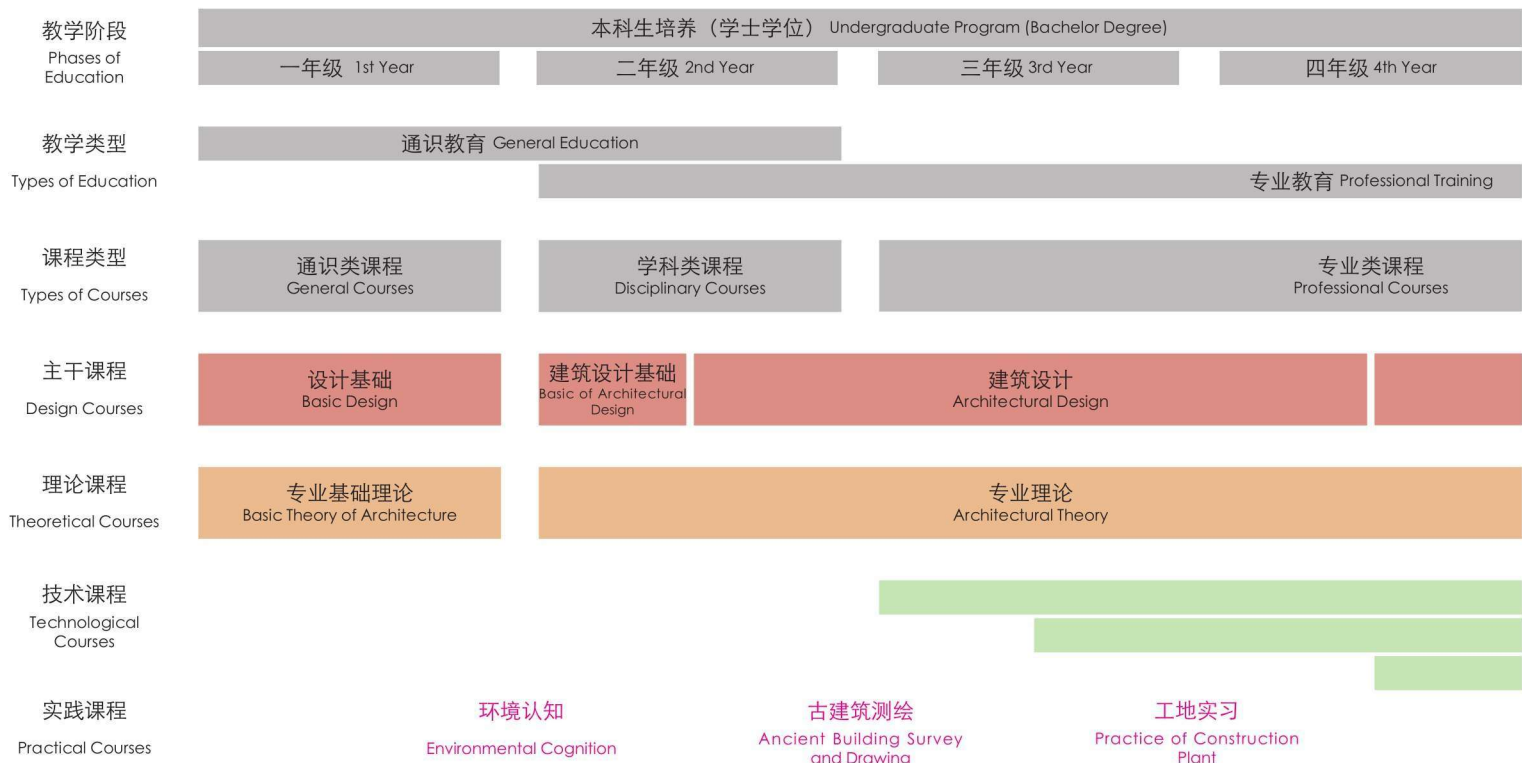 教学阶段
Phases of
Education
本科生培养（学士学位） Undergraduate Program (Bachelor Degree)
一年级 1st Year
二年级 2nd Year
三年级 3rd Year
四年级 4th Year
教学类型
Types of Education
通识教育 General Education
专业教育 Professional Training
课程类型
Types of Courses
通识类课程
General Courses
学科类课程
Disciplinary Courses
专业类课程
Professional Courses
主干课程
Design Courses
设计基础
Basic Design
建筑设计基础
Basic of Architectural
Design
建筑设计
Architectural Design
理论课程
Theoretical Courses
专业基础理论
Basic Theory of Architecture
专业理论
Architectural Theory
技术课程
Technological
Courses
实践课程
Practical Courses
环境认知
Environmental Cognition
古建筑测绘
Ancient Building Survey
and Drawing
工地实习
Practice of Construction
Plant